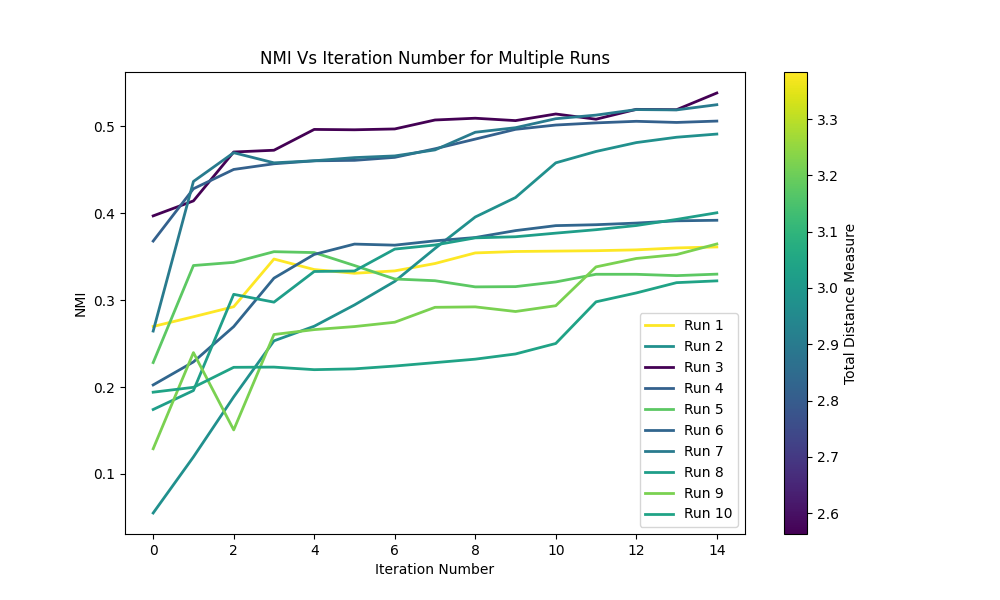 NMI Vs Iteration Number for Multiple Runs
NMI
0.5
0.4
0.3
0.2
0.1
0 2 4 6 8 10 12 14
Iteration Number
Run 1
Run 2
Run 3
Run 4
Run 5
Run 6
Run 7
Run 8
Run 9
Run 10
3.3
3.2
3.1
3.0
2.9
2.8
2.7
2.6
Total Distance Measure